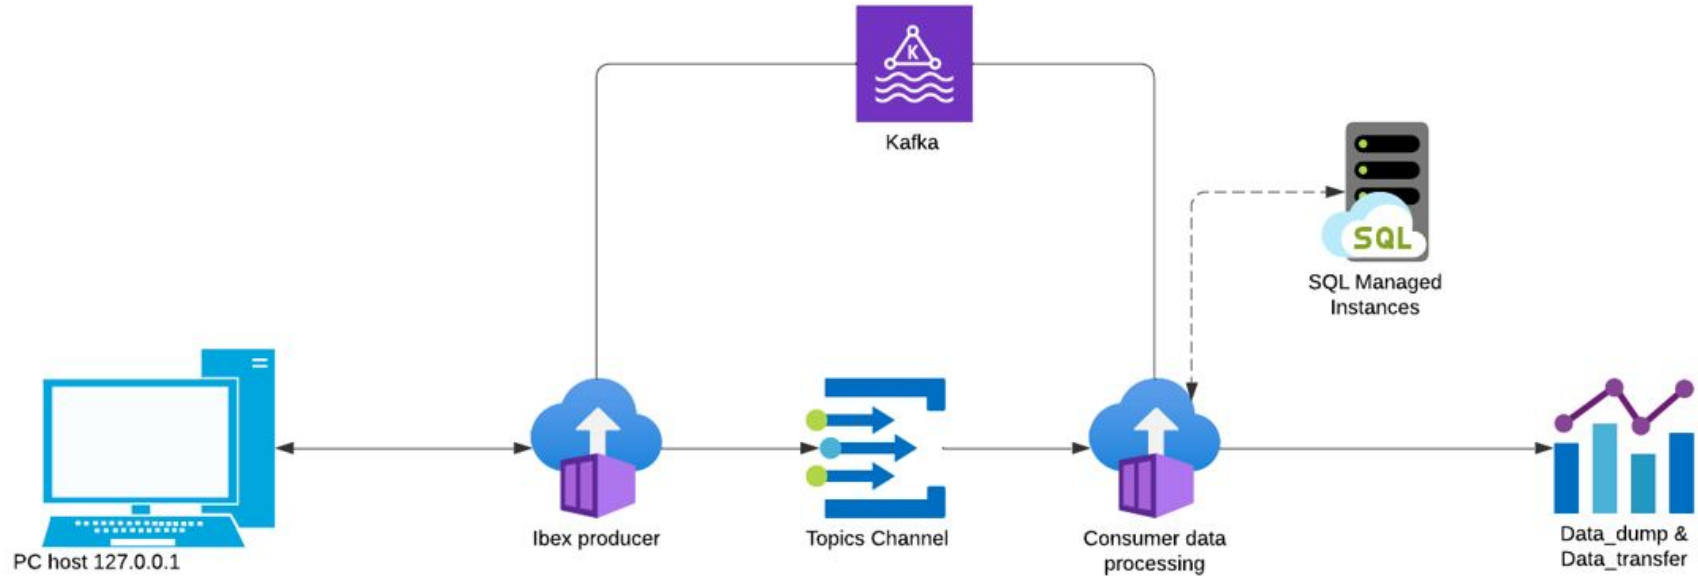 K
Kafka
SQL
SQL Managed
Instances
PC host 127.0.0.1
Ibex producer
Topics Channel
Consumer data
processing
Data_dump &
Data_transfer